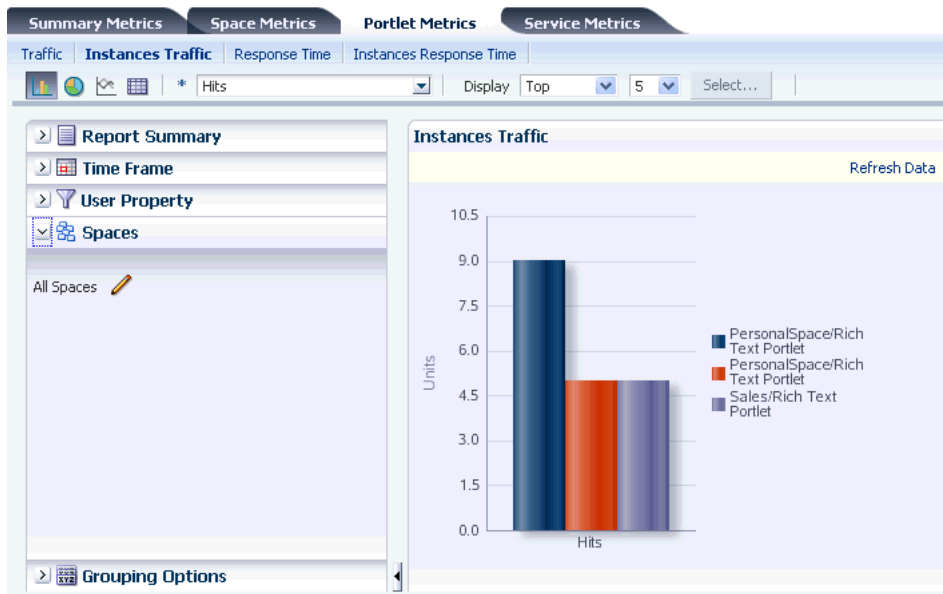 Summary Metrics Space Metrics Portlet Metrics Service Metrics
Traffic Instances Traffic Response Time Instances Response Time
* Hits Display Top 5 Select...
Report Summary
Time Frame
User Property
Spaces
All Spaces
Grouping Options
Instances Traffic
Refresh Data
10.5
9.0
7.5
6.0
4.5
3.0
1.5
0.0
Units
Hits
PersonalSpace/Rich
Text Portlet
PersonalSpace/Rich
Text Portlet
Sales/Rich Text
Portlet